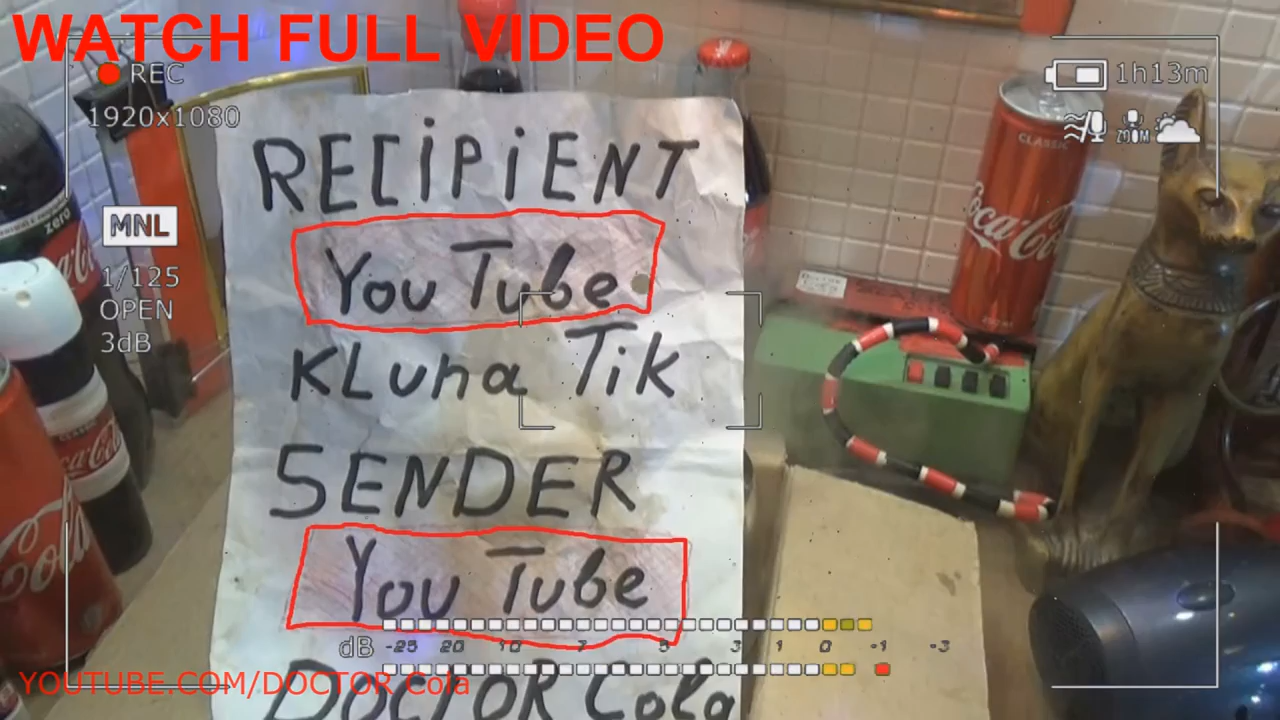 WATCH FULL VIDEO
REC
1920x1080
1h13m
MNL
1/125
OPEN
3dB
RECiPiENT
YouTube
KLuna Tik
SENDER
YouTube
DOCTOR Cola
dB -25 20 10 7 5 3 1 0 -1 -3
YOUTUBE.COM/DOCTOR Cola
CLASSIC
Coca-Cola
zero
Coca-Cola
Cola